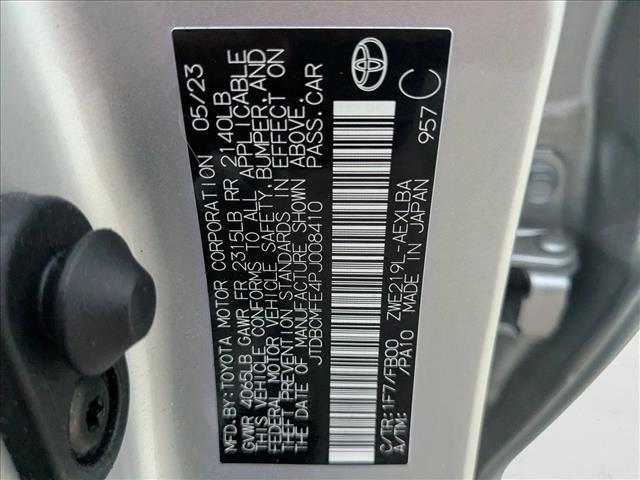 MFD. BY: TOYOTA MOTOR CORPORATION 05/23
GVWR 4065LB GAWR FR 2315LB RR 2140LB
THIS VEHICLE CONFORMS TO ALL APPLICABLE
FEDERAL MOTOR VEHICLE SAFETY, BUMPER, AND
THEFT PREVENTION STANDARDS IN EFFECT ON
THE DATE OF MANUFACTURE SHOWN ABOVE.
JTDBCMFE4PJ008410 PASS. CAR
C/TR: 1F7/FB00 ZWE219L-AEXLBA
A/TM: /PA10 MADE IN JAPAN 957 C